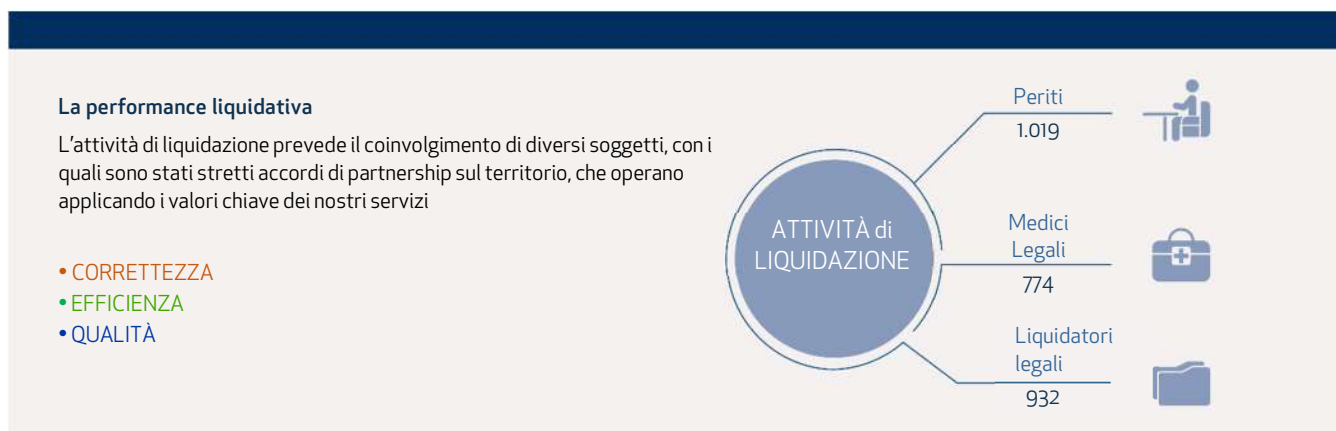 La performance liquidativa
L'attività di liquidazione prevede il coinvolgimento di diversi soggetti, con i
quali sono stati stretti accordi di partnership sul territorio, che operano
applicando i valori chiave dei nostri servizi
• CORRETTEZZA
• EFFICIENZA
• QUALITÀ
ATTIVITÀ di
LIQUIDAZIONE
Periti
1.019
Medici
Legali
774
Liquidatori
legali
932